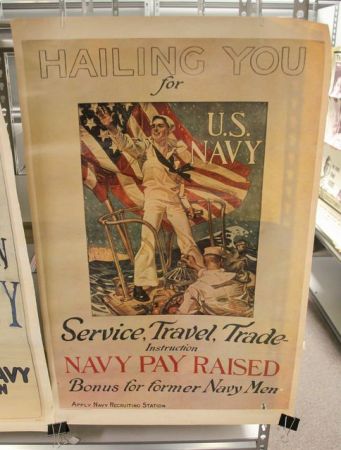 HAILING YOU
for
U.S.
NAVY
Service, Travel, Trade-
Instruction
NAVY PAY RAISED
Bonus for former Navy Men
APPLY NAVY RECRUITING STATION